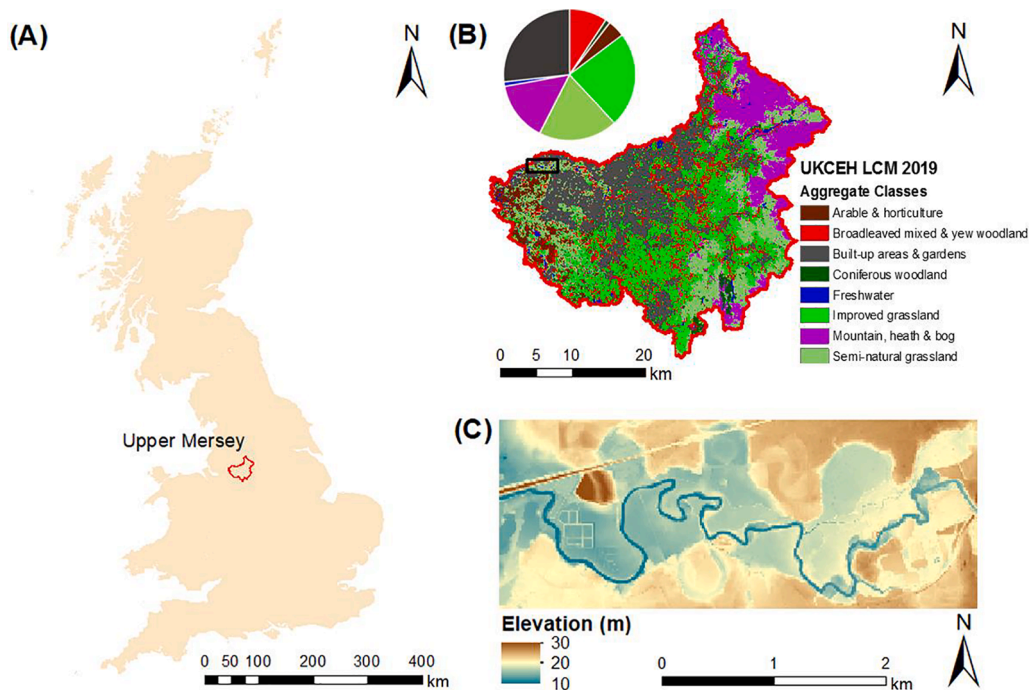 (A)
N
Upper Mersey
0 50 100 200 300 400
km
(B)
N
UKCEH LCM 2019
Aggregate Classes
Arable & horticulture
Broadleaved mixed & yew woodland
Built-up areas & gardens
Coniferous woodland
Freshwater
Improved grassland
Mountain, heath & bog
Semi-natural grassland
0 5 10 20
km
(C)
Elevation (m)
30
20
10
N
0 1 2
km